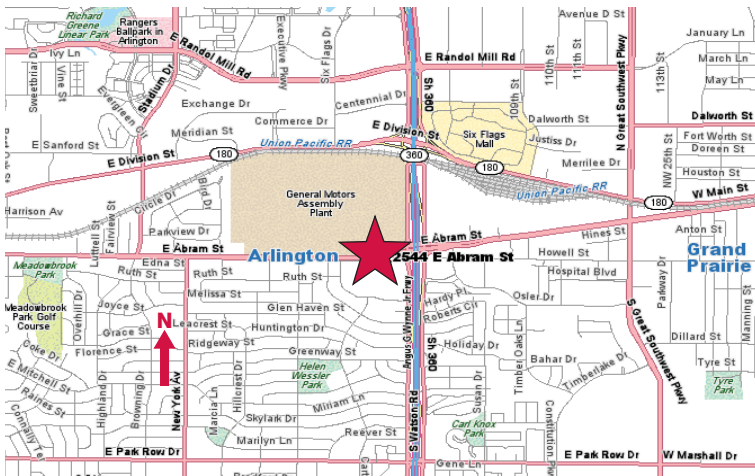 Richard
Greene
Linear Park
Rangers
Ballpark in
Arlington
Ivy Ln
Sweetbriar Dr
Vine St
Evergreen Ct
Stadium Dr
E Randol Mill Rd
Executive Pkwy
Six Flags Dr
Sh 360
E Randol Mill Rd
Avenue D St
110th St
111th St
N Great Southwest Pkwy
113th St
January Ln
March Ln
May Ln
Exchange Dr
Centennial Dr
Commerce Dr
Meridian St
109th St
Dalworth St
Dalworth St
E Sanford St
E Division St
180
Union Pacific RR
E Division St
360
Six Flags
Mall
180
Justiss Dr
Merrilee Dr
Fort Worth St
Doreen St
NW 25th St
Houston St
W Main St
180
Union Pacific RR
General Motors
Assembly
Plant
Harrison Av
Circle Dr
Bird Dr
Luttrell St
Fairview St
Parkview Dr
E Abram St
Arlington
E Abram St
2544 E Abram St
Hines St
Anton St
Howell St
Hospital Blvd
Grand
Prairie
Meadowbrook
Park
Edna St
Ruth St
Ruth St
Ruth St
Melissa St
Meadowbrook
Park Golf
Course
Overhill Dr
Joyce St
N
Glen Haven St
Angus G Wynne Jr Frwy
Hardy Pl
Roberts Cir
Osler Dr
S Great Southwest Pkwy
Parkway Dr
Manning St
Grace St
Leacrest St
Huntington Dr
Ridgeway St
Florence St
Coke Dr
Greenway St
Sh 360
Holiday Dr
Timber Oaks Ln
Bahar Dr
Dillard St
Tyre St
Tyre
Park
E Mitchell St
Raines St
Connally Ter
Highland Dr
Browning Dr
New York Av
Marcia Ln
Hillcrest Dr
Helen
Wessler
Park
Miriam Ln
Skylark Dr
Marilyn Ln
Reever St
S Watson Rd
Susan Dr
Carl Knox
Park
Timberlake Dr
Constitution
E Park Row Dr
Gene Ln
E Park Row Dr
W Marshall Dr